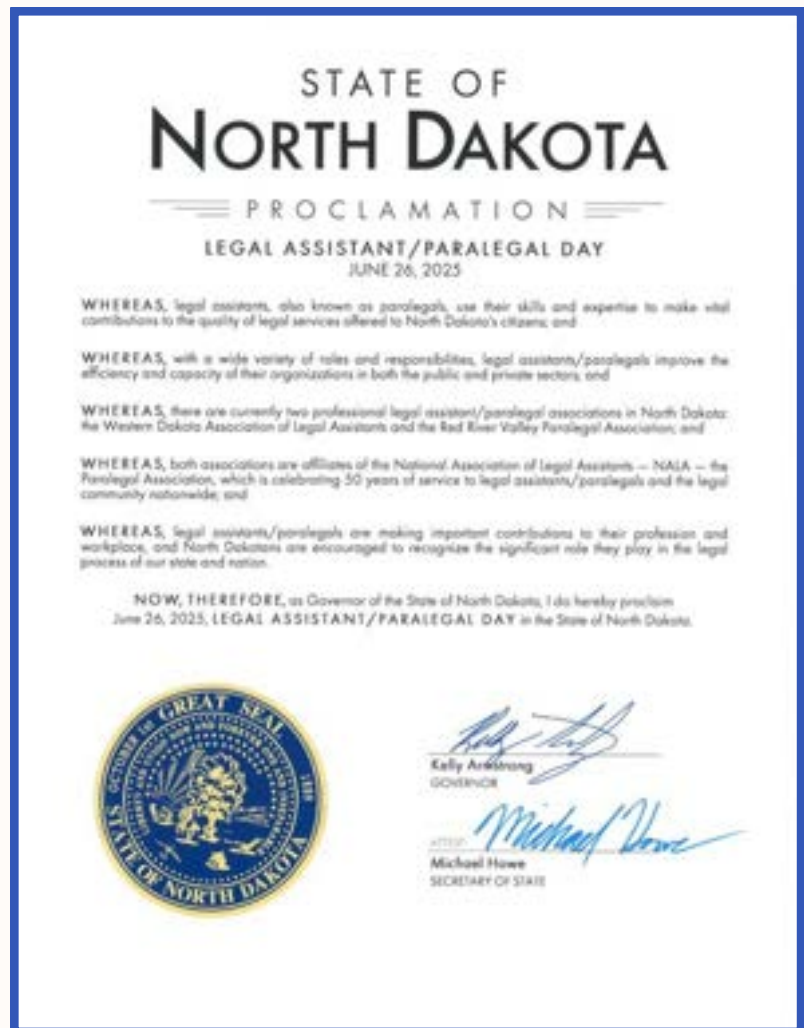 STATE OF
NORTH DAKOTA
PROCLAMATION
LEGAL ASSISTANT/PARALEGAL DAY
JUNE 26, 2025
WHEREAS, legal assistants, also known as paralegals, use their skills and expertise to make vital
contributions to the quality of legal services offered to North Dakota's citizens; and
WHEREAS, with a wide variety of roles and responsibilities, legal assistants/paralegals improve the
efficiency and capacity of their organizations in both the public and private sectors; and
WHEREAS, there are currently two professional legal assistant/paralegal associations in North Dakota:
the Western Dakota Association of Legal Assistants and the Red River Valley Paralegal Association; and
WHEREAS, both associations are affiliates of the National Association of Legal Assistants – NALA – the
Paralegal Association, which is celebrating 50 years of service to legal assistants/paralegals and the legal
community nationwide; and
WHEREAS, legal assistants/paralegals are making important contributions to their profession and
workplace, and North Dakotans are encouraged to recognize the significant role they play in the legal
process of our state and nation.
NOW, THEREFORE, as Governor of the State of North Dakota, I do hereby proclaim
June 26, 2025, LEGAL ASSISTANT/PARALEGAL DAY in the State of North Dakota.
GREAT SEAL
OCTOBER 1ST
1889
STATE OF NORTH DAKOTA
Kelly Armstrong
GOVERNOR
ATTEST:
Michael Howe
Michael Howe
SECRETARY OF STATE